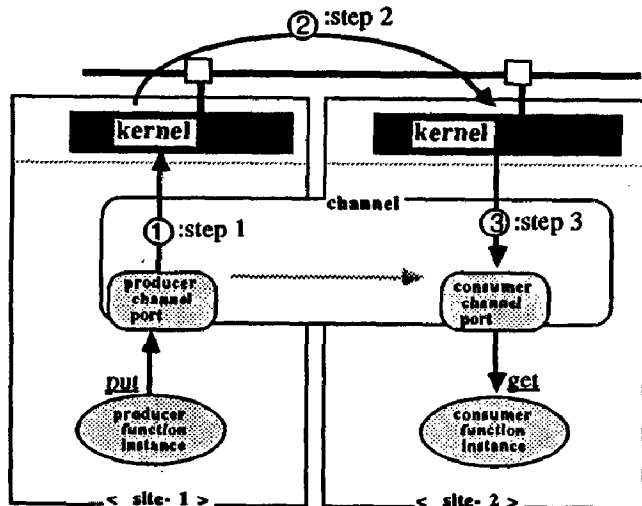 ② :step 2
kernel
kernel
channel
① :step 1
③ :step 3
producer
channel
port
consumer
channel
port
put
get
producer
function
instance
consumer
function
instance
< site- 1 >
< site- 2 >